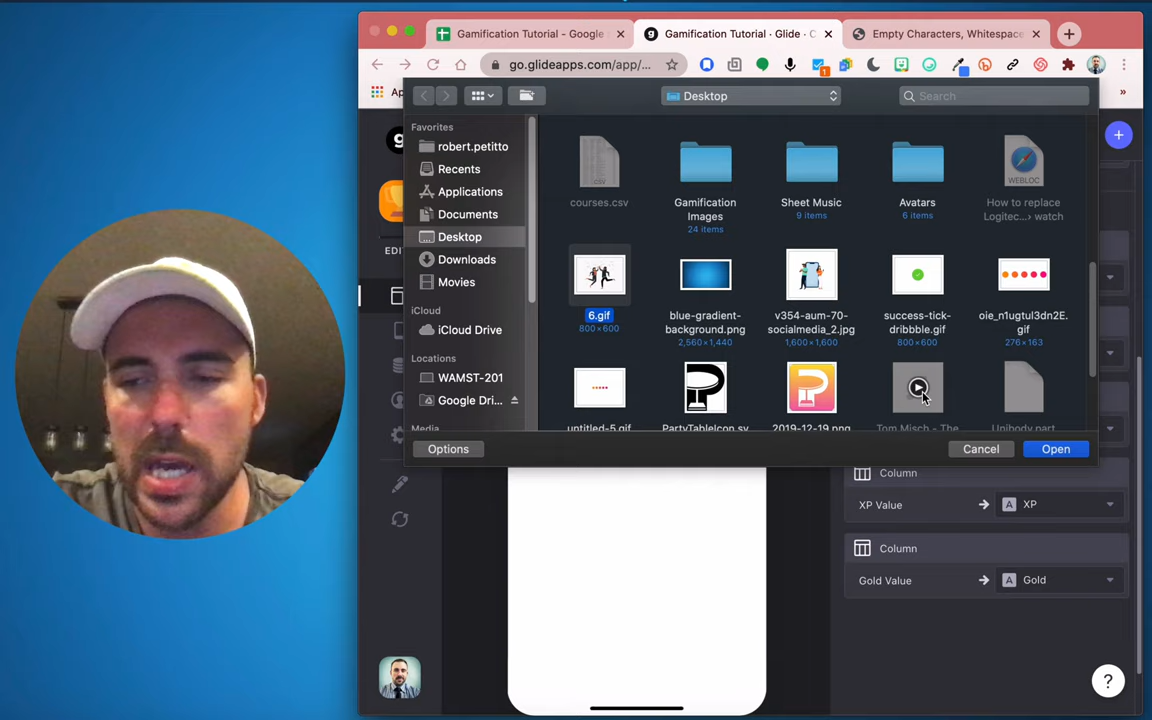 Gamification Tutorial - Google
Gamification Tutorial · Glide · C
Empty Characters, Whitespace
go.glideapps.com/app/...
1
Ap
»
Desktop
Search
Favorites
robert.petitto
Recents
Applications
Documents
Desktop
Downloads
Movies
iCloud
iCloud Drive
Locations
WAMST-201
Google Dri...
Media
CSV
WEBLOC
courses.csv
Gamification Images
24 items
Sheet Music
9 items
Avatars
6 items
How to replace
Logitec...› watch
6.gif
800×600
blue-gradient-
background.png
2,560×1,440
v354-aum-70-
socialmedia_2.jpg
1,600×1,600
success-tick-
dribbble.gif
800×600
oie_n1ugtul3dn2E.
gif
276×163
untitled-5.gif
PartyTableIcon.sv
2019-12-19.png
Tom Misch - The
Unibody part
Options
Cancel
Open
EDI
Column
XP Value
A
XP
Column
Gold Value
A
Gold
?